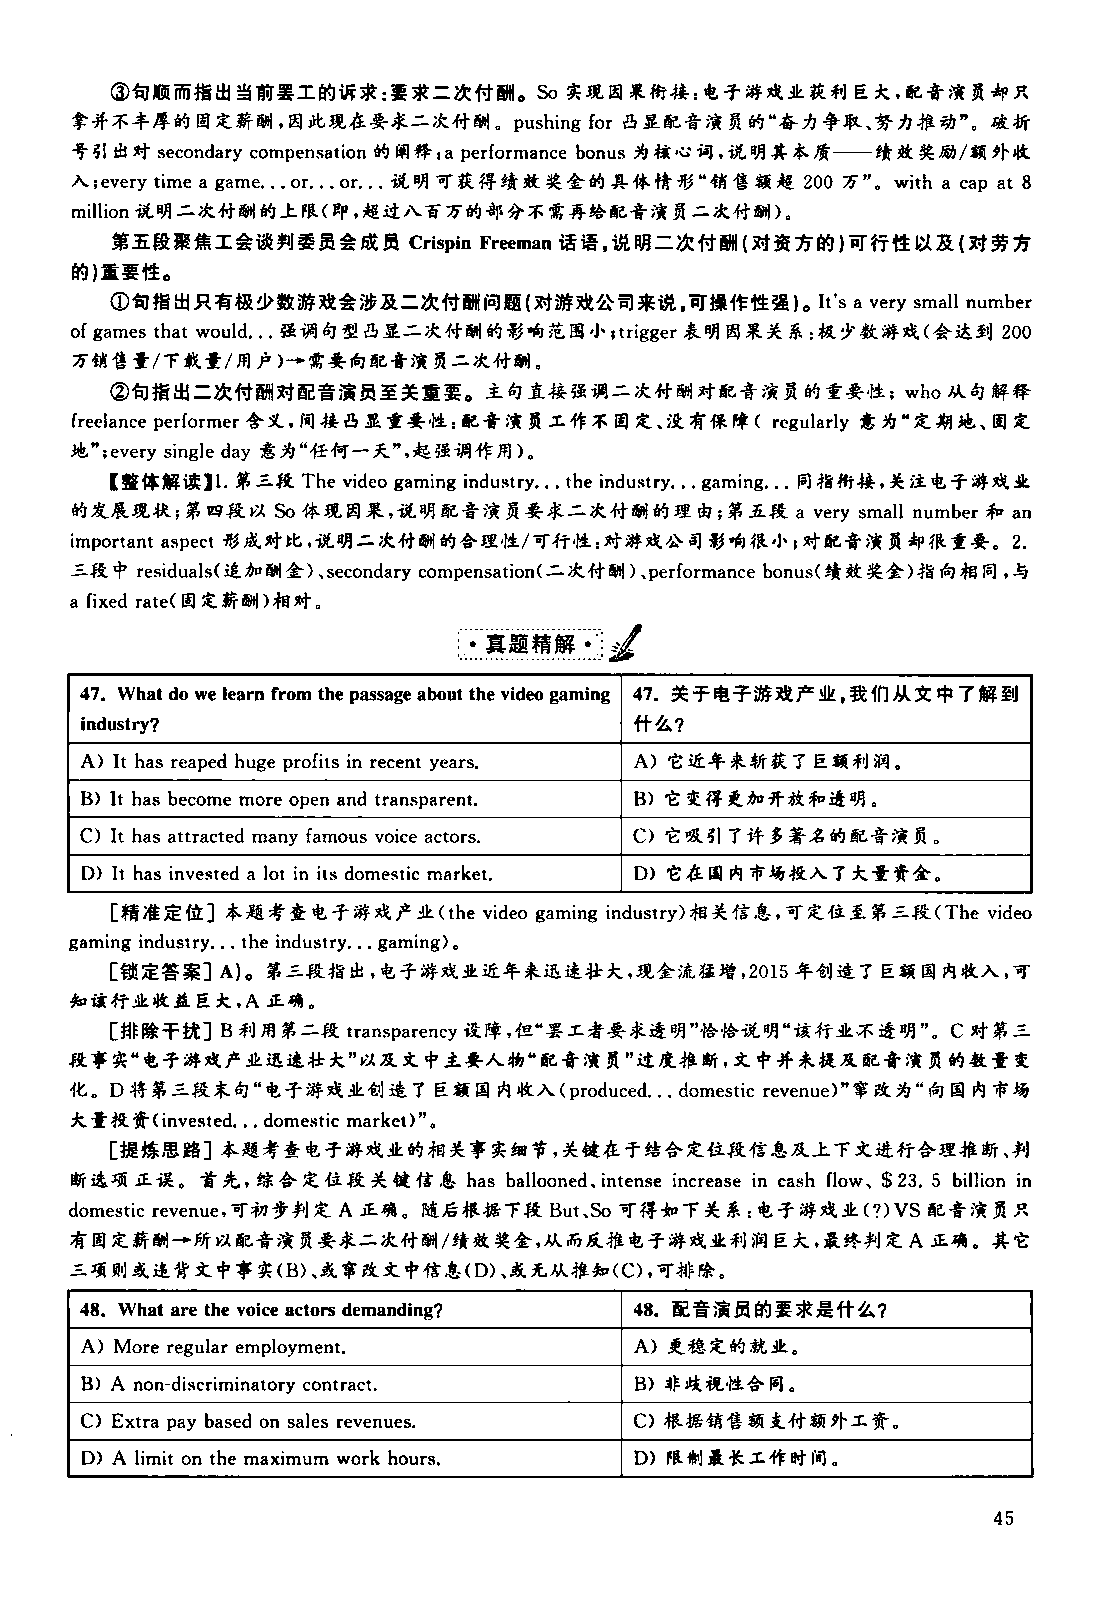 ③句顺而指出当前罢工的诉求:要求二次付酬。So 实现因果衔接:电子游戏业获利巨大,配音演员却只
拿并不丰厚的固定薪酬,因此现在要求二次付酬。pushing for 凸显配音演员的“奋力争取、努力推动”。破折
号引出对 secondary compensation 的阐释;a performance bonus 为核心词,说明其本质——绩效奖励/额外收
入;every time a game...or...or... 说明可获得绩效奖金的具体情形“销售额超 200 万”。with a cap at 8
million 说明二次付酬的上限(即,超过八百万的部分不需再给配音演员二次付酬)。
第五段聚焦工会谈判委员会成员 Crispin Freeman 话语,说明二次付酬(对资方的)可行性以及(对劳方
的)重要性。
①句指出只有极少数游戏会涉及二次付酬问题(对游戏公司来说,可操作性强)。It's a very small number
of games that would... 强调句型凸显二次付酬的影响范围小;trigger 表明因果关系:极少数游戏(会达到 200
万销售量/下载量/用户)→需要向配音演员二次付酬。
②句指出二次付酬对配音演员至关重要。主句直接强调二次付酬对配音演员的重要性; who 从句解释
freelance performer 含义,间接凸显重要性:配音演员工作不固定、没有保障( regularly 意为“定期地、固定
地”;every single day 意为“任何一天”,起强调作用)。
【整体解读】1. 第三段 The video gaming industry...the industry...gaming... 同指衔接,关注电子游戏业
的发展现状;第四段以 So 体现因果,说明配音演员要求二次付酬的理由;第五段 a very small number 和 an
important aspect 形成对比,说明二次付酬的合理性/可行性:对游戏公司影响很小;对配音演员却很重要。2.
三段中 residuals(追加酬金)、secondary compensation(二次付酬)、performance bonus(绩效奖金)指向相同,与
a fixed rate(固定薪酬)相对。
·真题精解·
47. What do we learn from the passage about the video gaming
industry?
47. 关于电子游戏产业,我们从文中了解到
什么?
A) It has reaped huge profits in recent years.
A) 它近年来斩获了巨额利润。
B) It has become more open and transparent.
B) 它变得更加开放和透明。
C) It has attracted many famous voice actors.
C) 它吸引了许多著名的配音演员。
D) It has invested a lot in its domestic market.
D) 它在国内市场投入了大量资金。
[精准定位] 本题考查电子游戏产业(the video gaming industry)相关信息,可定位至第三段(The video
gaming industry...the industry...gaming)。
[锁定答案] A)。第三段指出,电子游戏业近年来迅速壮大,现金流猛增,2015 年创造了巨额国内收入,可
知该行业收益巨大,A 正确。
[排除干扰] B 利用第二段 transparency 设障,但“罢工者要求透明”恰恰说明“该行业不透明”。C 对第三
段事实“电子游戏产业迅速壮大”以及文中主要人物“配音演员”过度推断,文中并未提及配音演员的数量变
化。D 将第三段末句“电子游戏业创造了巨额国内收入(produced...domestic revenue)”篡改为“向国内市场
大量投资(invested...domestic market)”。
[提炼思路] 本题考查电子游戏业的相关事实细节,关键在于结合定位段信息及上下文进行合理推断、判
断选项正误。首先,综合定位段关键信息 has ballooned、intense increase in cash flow、$23.5 billion in
domestic revenue,可初步判定 A 正确。随后根据下段 But、So 可得如下关系:电子游戏业(?)VS 配音演员只
有固定薪酬→所以配音演员要求二次付酬/绩效奖金,从而反推电子游戏业利润巨大,最终判定 A 正确。其它
三项则或违背文中事实(B)、或篡改文中信息(D)、或无从推知(C),可排除。
48. What are the voice actors demanding?
48. 配音演员的要求是什么?
A) More regular employment.
A) 更稳定的就业。
B) A non-discriminatory contract.
B) 非歧视性合同。
C) Extra pay based on sales revenues.
C) 根据销售额支付额外工资。
D) A limit on the maximum work hours.
D) 限制最长工作时间。
45